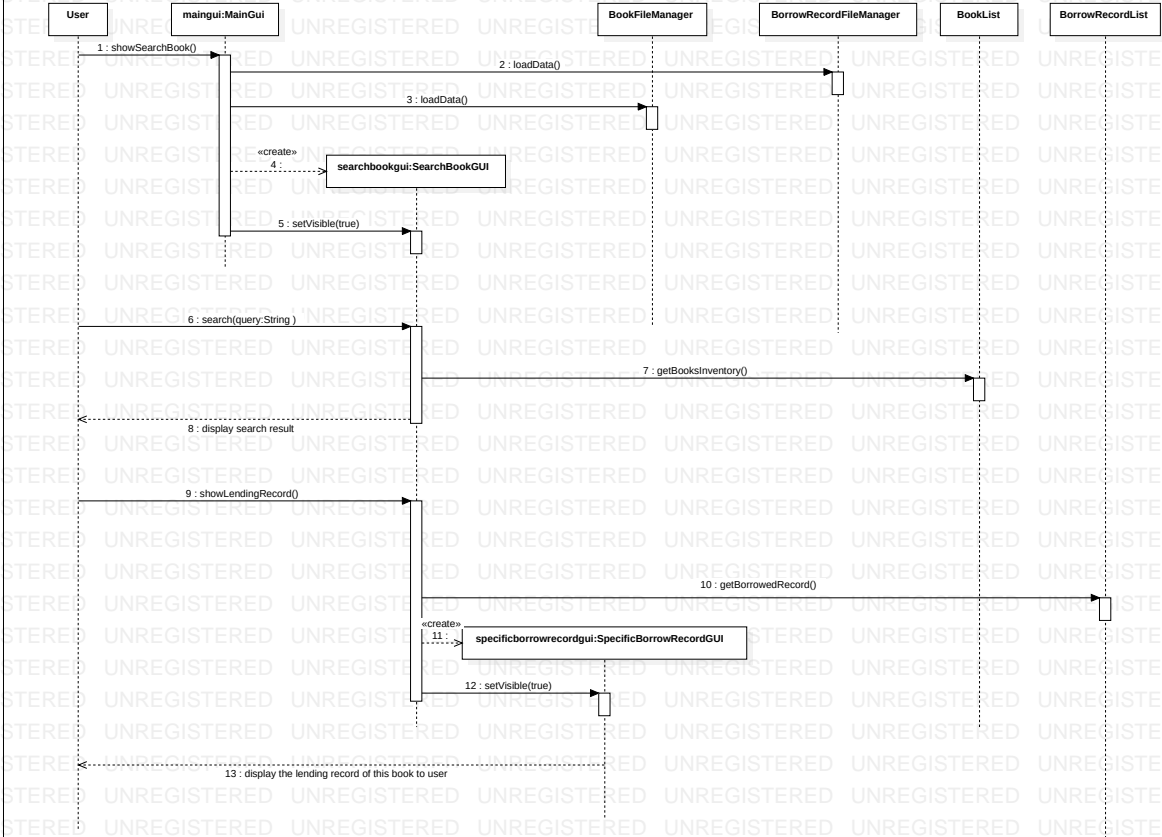 User
maingui:MainGui
BookFileManager
BorrowRecordFileManager
BookList
BorrowRecordList
1 : showSearchBook()
2 : loadData()
3 : loadData()
«create»
4 :
searchbookgui:SearchBookGUI
5 : setVisible(true)
6 : search(query:String )
7 : getBooksInventory()
8 : display search result
9 : showLendingRecord()
10 : getBorrowedRecord()
«create»
11 :
specificborrowrecordgui:SpecificBorrowRecordGUI
12 : setVisible(true)
13 : display the lending record of this book to user
UNREGISTERED